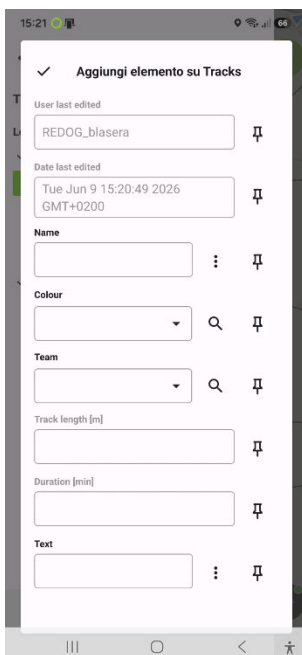 15:21
66
Aggiungi elemento su Tracks
User last edited
REDOG_blasera
Date last edited
Tue Jun 9 15:20:49 2026
GMT+0200
Name
Colour
Team
Track length [m]
Duration [min]
Text